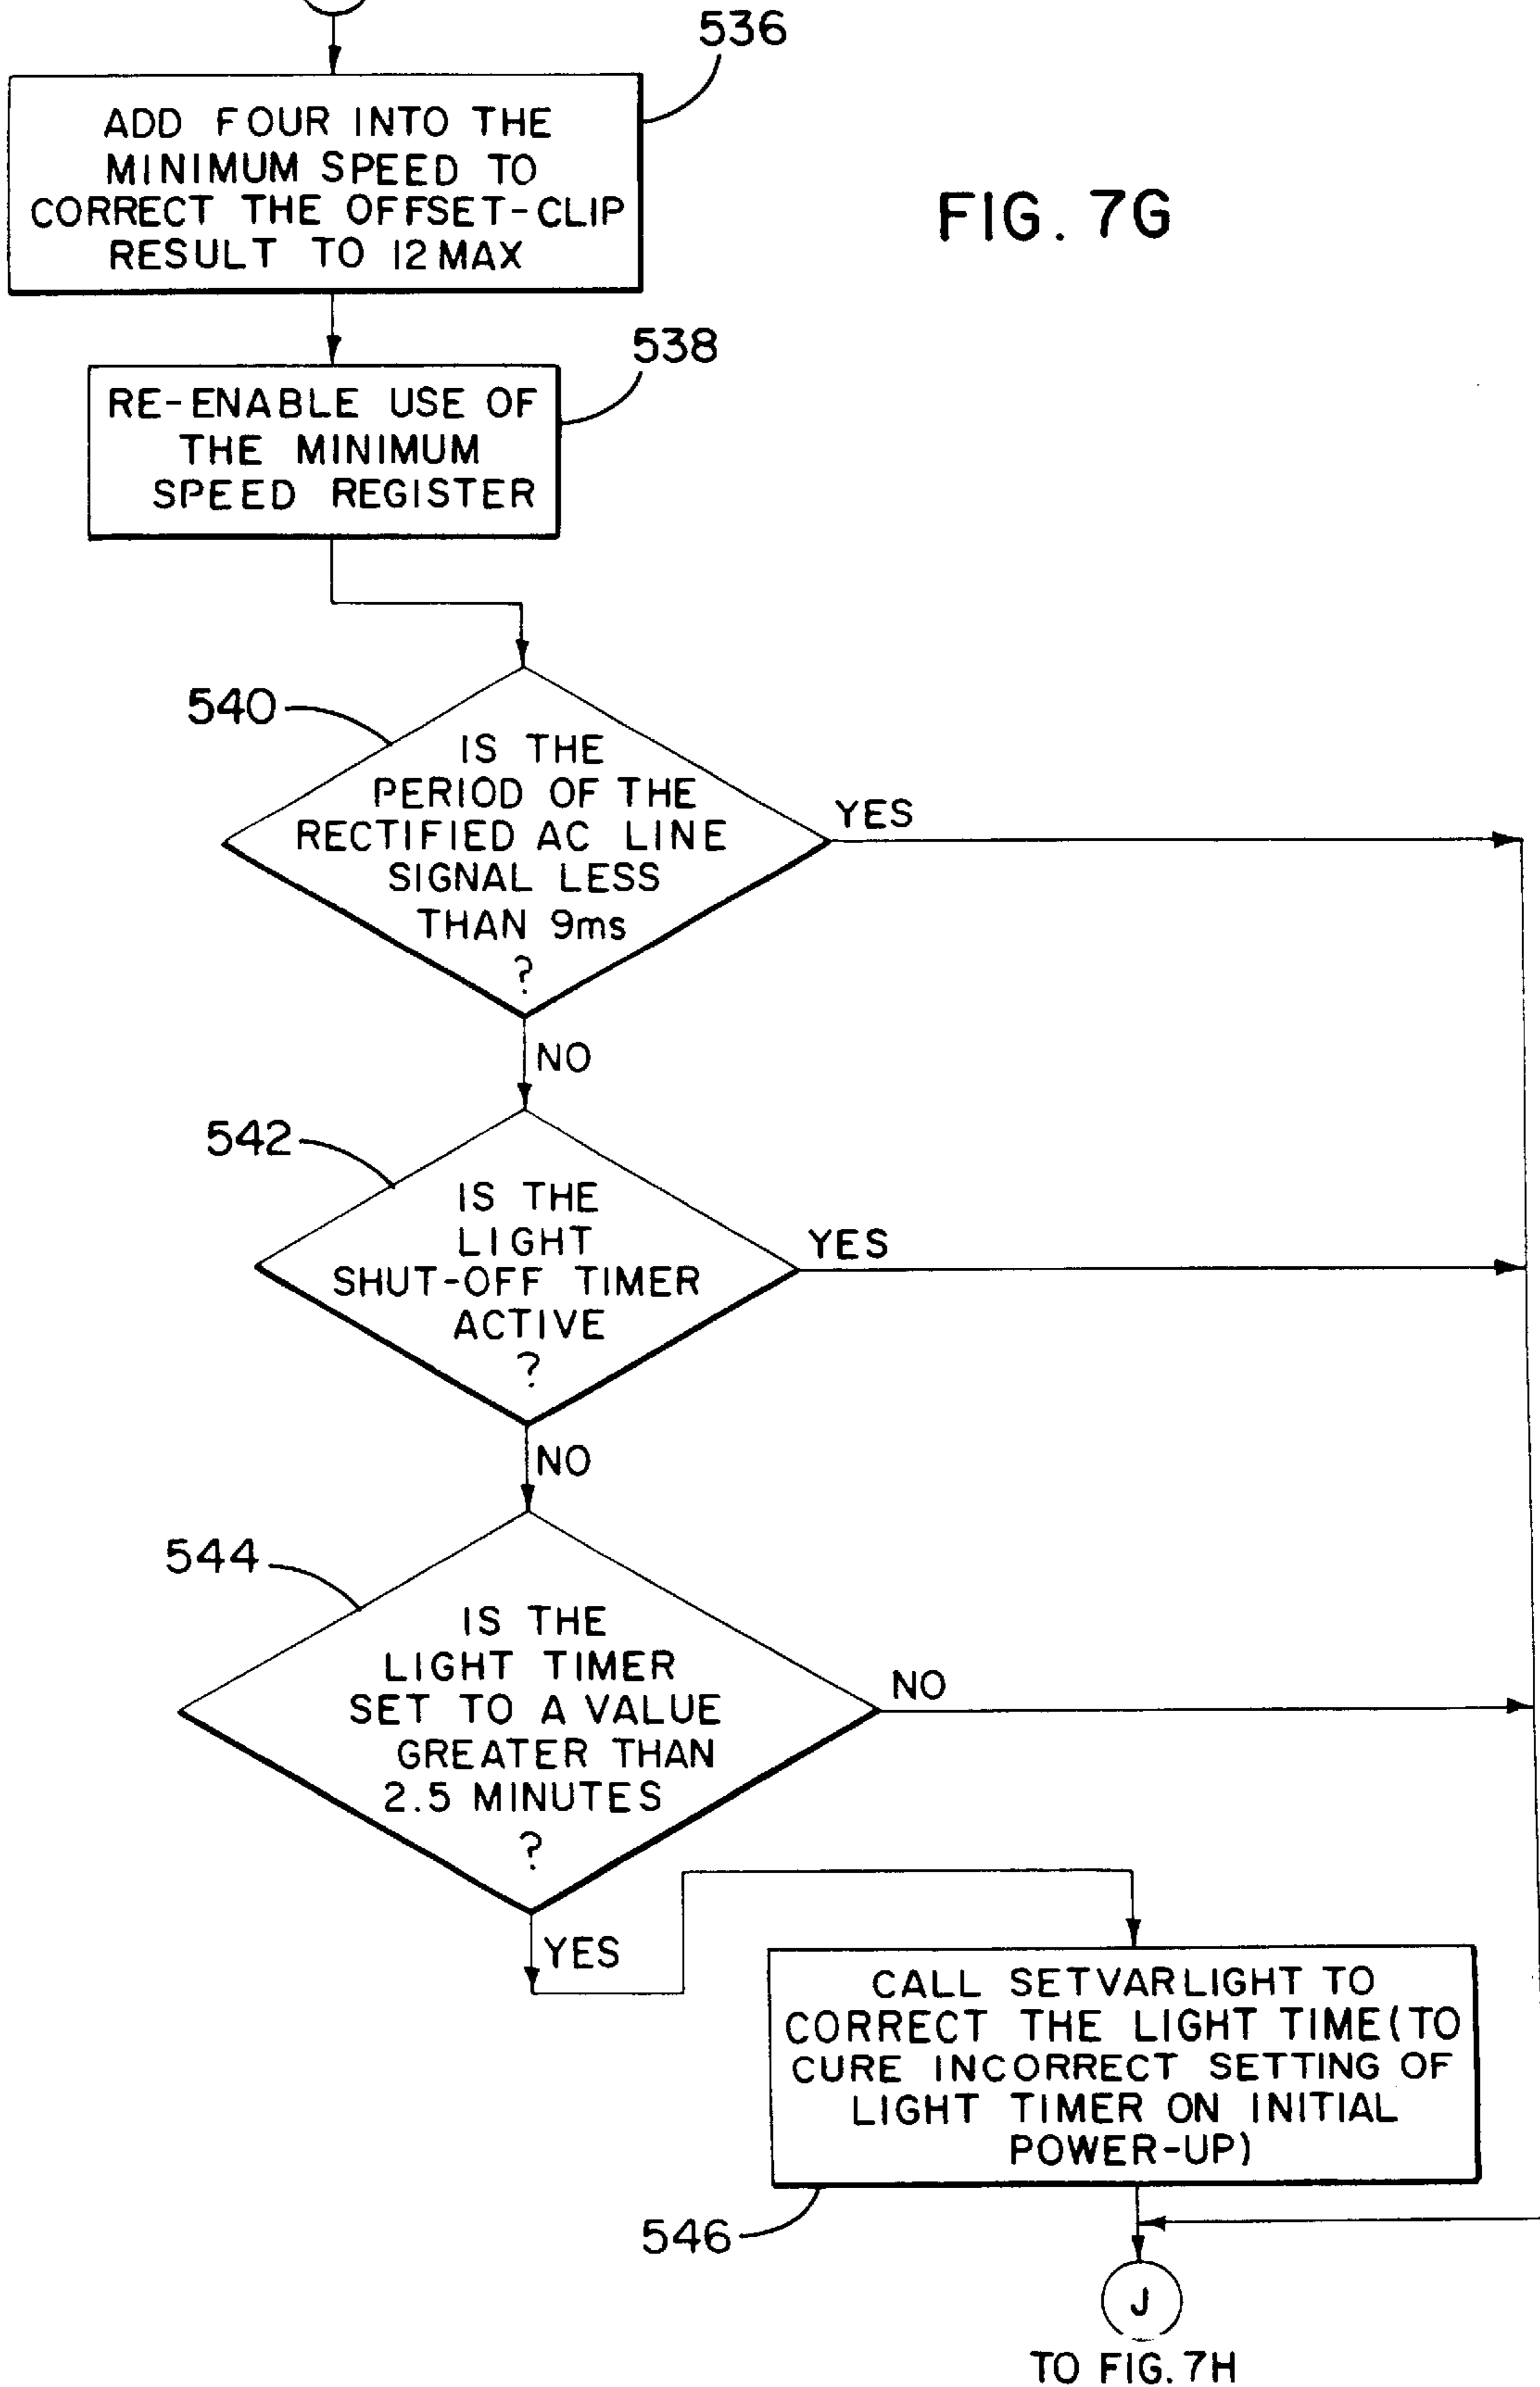 536
ADD FOUR INTO THE
MINIMUM SPEED TO
CORRECT THE OFFSET-CLIP
RESULT TO 12 MAX
FIG. 7G
538
RE-ENABLE USE OF
THE MINIMUM
SPEED REGISTER
540
IS THE
PERIOD OF THE
RECTIFIED AC LINE
SIGNAL LESS
THAN 9ms
?
YES
NO
542
IS THE
LIGHT
SHUT-OFF TIMER
ACTIVE
?
YES
NO
544
IS THE
LIGHT TIMER
SET TO A VALUE
GREATER THAN
2.5 MINUTES
?
NO
YES
CALL SETVARLIGHT TO
CORRECT THE LIGHT TIME(TO
CURE INCORRECT SETTING OF
LIGHT TIMER ON INITIAL
POWER-UP)
546
J
TO FIG. 7H